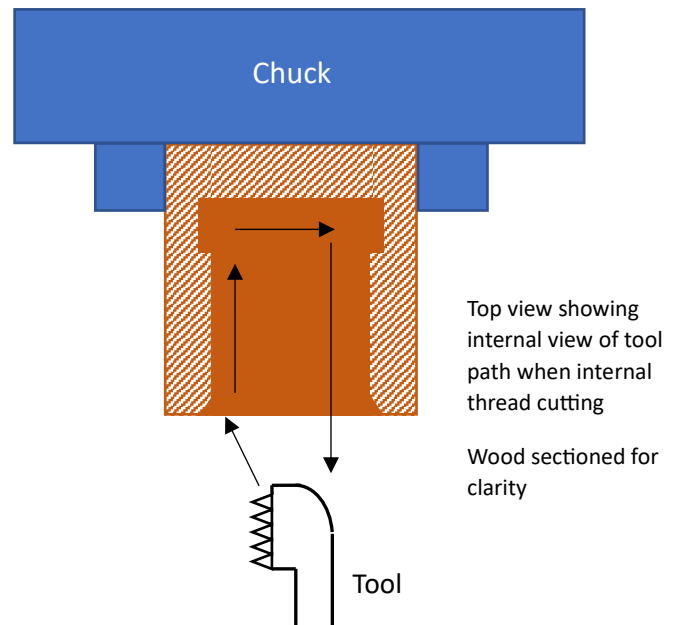 Chuck
Top view showing
internal view of tool
path when internal
thread cutting
Wood sectioned for
clarity
Tool